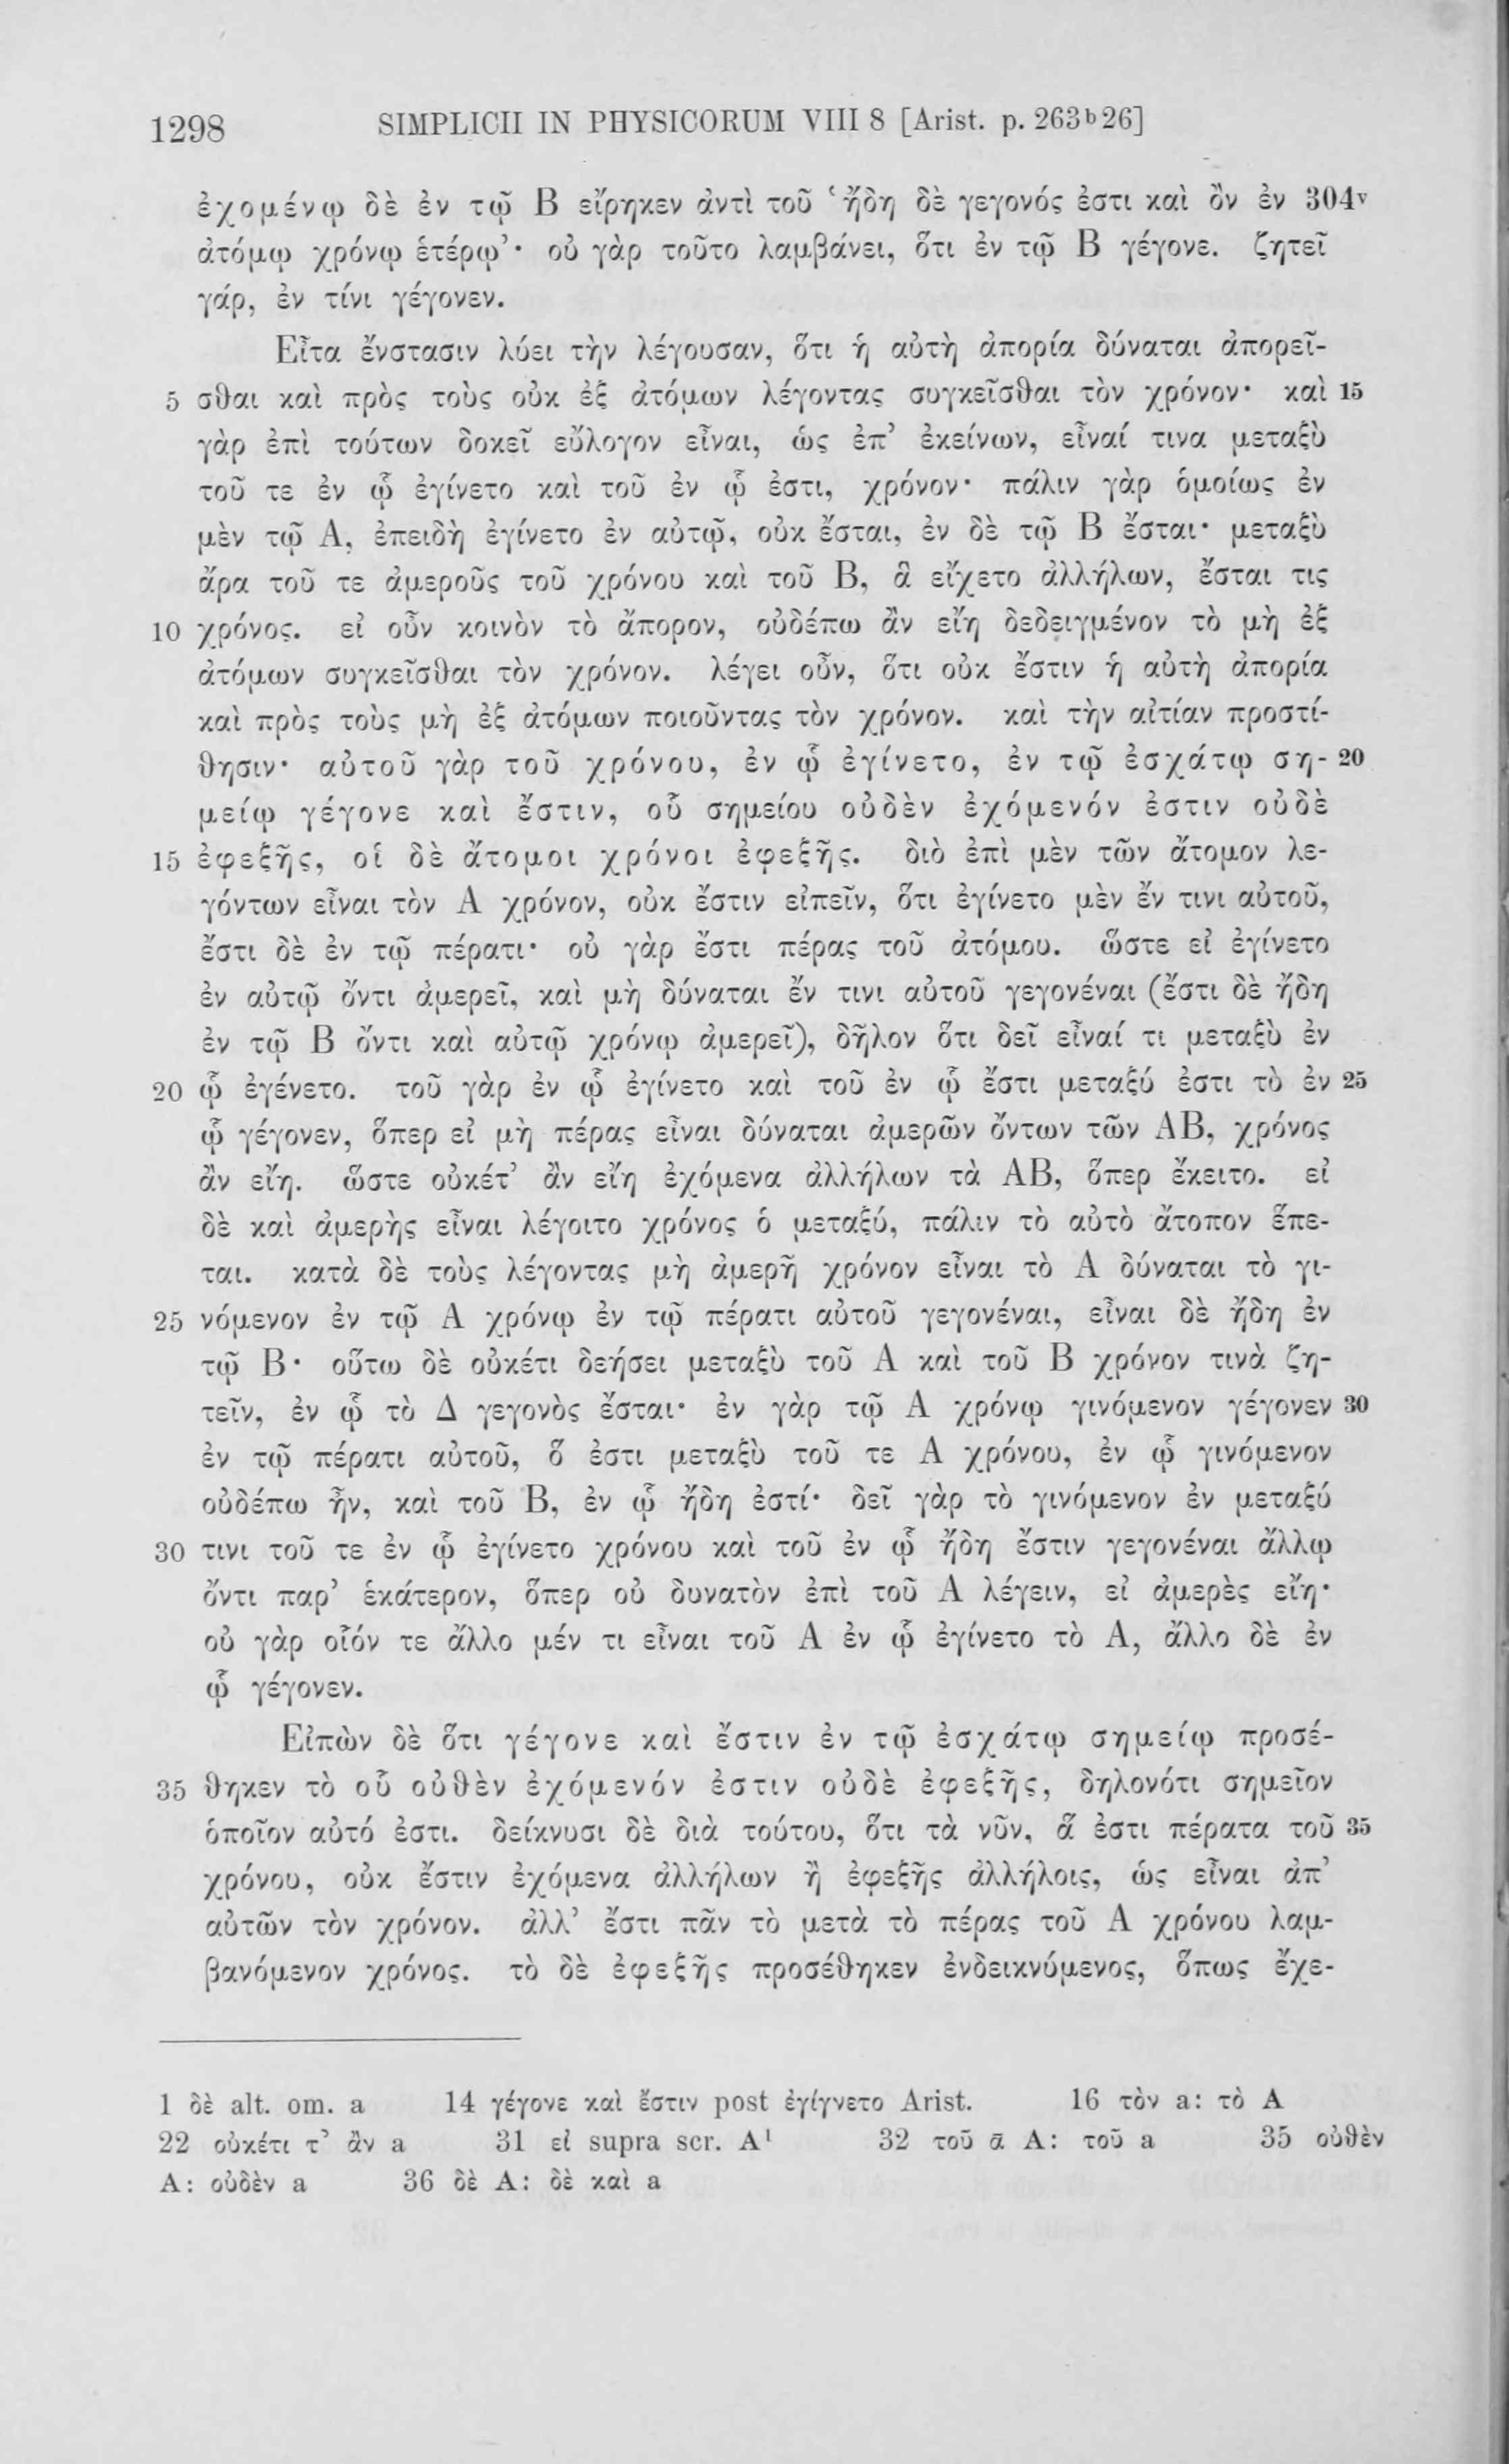 1298 SIMPLICII IN PHYSICORUM VIII 8 [Arist. p. 263ᵇ26]
ἐχομένῳ δὲ ἐν τῷ Β εἴρηκεν ἀντὶ τοῦ ‘ἤδη δὲ γεγονός ἐστι καὶ ὂν ἐν 304ᵛ
ἀτόμῳ χρόνῳ ἑτέρῳ’· οὐ γὰρ τοῦτο λαμβάνει, ὅτι ἐν τῷ Β γέγονε. ζητεῖ
γάρ, ἐν τίνι γέγονεν.
Εἶτα ἔνστασιν λύει τὴν λέγουσαν, ὅτι ἡ αὐτὴ ἀπορία δύναται ἀπορεῖ-
5 σθαι καὶ πρὸς τοὺς οὐκ ἐξ ἀτόμων λέγοντας συγκεῖσθαι τὸν χρόνον· καὶ 15
γὰρ ἐπὶ τούτων δοκεῖ εὔλογον εἶναι, ὡς ἐπ’ ἐκείνων, εἶναί τινα μεταξὺ
τοῦ τε ἐν ᾧ ἐγίνετο καὶ τοῦ ἐν ᾧ ἐστι, χρόνον· πάλιν γὰρ ὁμοίως ἐν
μὲν τῷ Α, ἐπειδὴ ἐγίνετο ἐν αὐτῷ, οὐκ ἔσται, ἐν δὲ τῷ Β ἔσται· μεταξὺ
ἄρα τοῦ τε ἀμεροῦς τοῦ χρόνου καὶ τοῦ Β, ἃ εἴχετο ἀλλήλων, ἔσται τις
10 χρόνος. εἰ οὖν κοινὸν τὸ ἄπορον, οὐδέπω ἂν εἴη δεδειγμένον τὸ μὴ ἐξ
ἀτόμων συγκεῖσθαι τὸν χρόνον. λέγει οὖν, ὅτι οὐκ ἔστιν ἡ αὐτὴ ἀπορία
καὶ πρὸς τοὺς μὴ ἐξ ἀτόμων ποιοῦντας τὸν χρόνον. καὶ τὴν αἰτίαν προστί-
θησιν· αὐτοῦ γὰρ τοῦ χρόνου, ἐν ᾧ ἐγίνετο, ἐν τῷ ἐσχάτῳ ση- 20
μείῳ γέγονε καὶ ἔστιν, οὗ σημείου οὐδὲν ἐχόμενόν ἐστιν οὐδὲ
15 ἐφεξῆς, οἱ δὲ ἄτομοι χρόνοι ἐφεξῆς. διὸ ἐπὶ μὲν τῶν ἄτομον λε-
γόντων εἶναι τὸν Α χρόνον, οὐκ ἔστιν εἰπεῖν, ὅτι ἐγίνετο μὲν ἔν τινι αὐτοῦ,
ἔστι δὲ ἐν τῷ πέρατι· οὐ γὰρ ἔστι πέρας τοῦ ἀτόμου. ὥστε εἰ ἐγίνετο
ἐν αὐτῷ ὄντι ἀμερεῖ, καὶ μὴ δύναται ἔν τινι αὐτοῦ γεγονέναι (ἔστι δὲ ἤδη
ἐν τῷ Β ὄντι καὶ αὐτῷ χρόνῳ ἀμερεῖ), δῆλον ὅτι δεῖ εἶναί τι μεταξὺ ἐν
20 ᾧ ἐγένετο. τοῦ γὰρ ἐν ᾧ ἐγίνετο καὶ τοῦ ἐν ᾧ ἔστι μεταξύ ἐστι τὸ ἐν 25
ᾧ γέγονεν, ὅπερ εἰ μὴ πέρας εἶναι δύναται ἀμερῶν ὄντων τῶν ΑΒ, χρόνος
ἂν εἴη. ὥστε οὐκέτ’ ἂν εἴη ἐχόμενα ἀλλήλων τὰ ΑΒ, ὅπερ ἔκειτο. εἰ
δὲ καὶ ἀμερὴς εἶναι λέγοιτο χρόνος ὁ μεταξύ, πάλιν τὸ αὐτὸ ἄτοπον ἕπε-
ται. κατὰ δὲ τοὺς λέγοντας μὴ ἀμερῆ χρόνον εἶναι τὸ Α δύναται τὸ γι-
25 νόμενον ἐν τῷ Α χρόνῳ ἐν τῷ πέρατι αὐτοῦ γεγονέναι, εἶναι δὲ ἤδη ἐν
τῷ Β· οὕτω δὲ οὐκέτι δεήσει μεταξὺ τοῦ Α καὶ τοῦ Β χρόνον τινὰ ζη-
τεῖν, ἐν ᾧ τὸ Δ γεγονὸς ἔσται· ἐν γὰρ τῷ Α χρόνῳ γινόμενον γέγονεν 30
ἐν τῷ πέρατι αὐτοῦ, ὅ ἐστι μεταξὺ τοῦ τε Α χρόνου, ἐν ᾧ γινόμενον
οὐδέπω ἦν, καὶ τοῦ Β, ἐν ᾧ ἤδη ἐστί· δεῖ γὰρ τὸ γινόμενον ἐν μεταξύ
30 τινι τοῦ τε ἐν ᾧ ἐγίνετο χρόνου καὶ τοῦ ἐν ᾧ ἤδη ἔστιν γεγονέναι ἄλλῳ
ὄντι παρ’ ἑκάτερον, ὅπερ οὐ δυνατὸν ἐπὶ τοῦ Α λέγειν, εἰ ἀμερὲς εἴη·
οὐ γὰρ οἷόν τε ἄλλο μέν τι εἶναι τοῦ Α ἐν ᾧ ἐγίνετο τὸ Α, ἄλλο δὲ ἐν
ᾧ γέγονεν.
Εἰπὼν δὲ ὅτι γέγονε καὶ ἔστιν ἐν τῷ ἐσχάτῳ σημείῳ προσέ-
35 θηκεν τὸ οὗ οὐθὲν ἐχόμενόν ἐστιν οὐδὲ ἐφεξῆς, δηλονότι σημεῖον
ὁποῖον αὐτό ἐστι. δείκνυσι δὲ διὰ τούτου, ὅτι τὰ νῦν, ἅ ἐστι πέρατα τοῦ 35
χρόνου, οὐκ ἔστιν ἐχόμενα ἀλλήλων ἢ ἐφεξῆς ἀλλήλοις, ὡς εἶναι ἀπ’
αὐτῶν τὸν χρόνον. ἀλλ’ ἔστι πᾶν τὸ μετὰ τὸ πέρας τοῦ Α χρόνου λαμ-
βανόμενον χρόνος. τὸ δὲ ἐφεξῆς προσέθηκεν ἐνδεικνύμενος, ὅπως ἔχε-
1 δὲ alt. om. a 14 γέγονε καὶ ἔστιν post ἐγίγνετο Arist. 16 τὸν a: τὸ A
22 οὐκέτι τ’ ἂν a 31 εἰ supra scr. A¹ 32 τοῦ ᾱ A: τοῦ a 35 οὐθὲν
A: οὐδὲν a 36 δὲ A: δὲ καὶ a